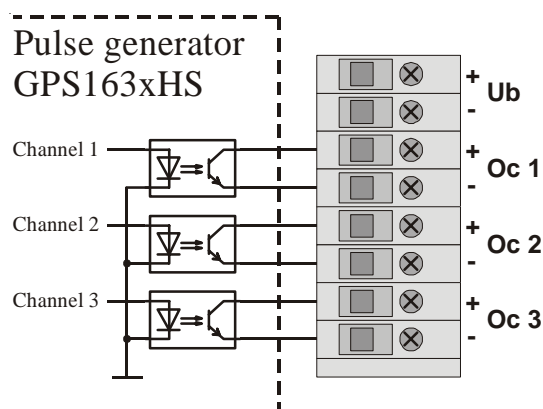 Pulse generator
GPS163xHS
+
Ub
-
Channel 1
+
Oc 1
-
Channel 2
+
Oc 2
-
Channel 3
+
Oc 3
-